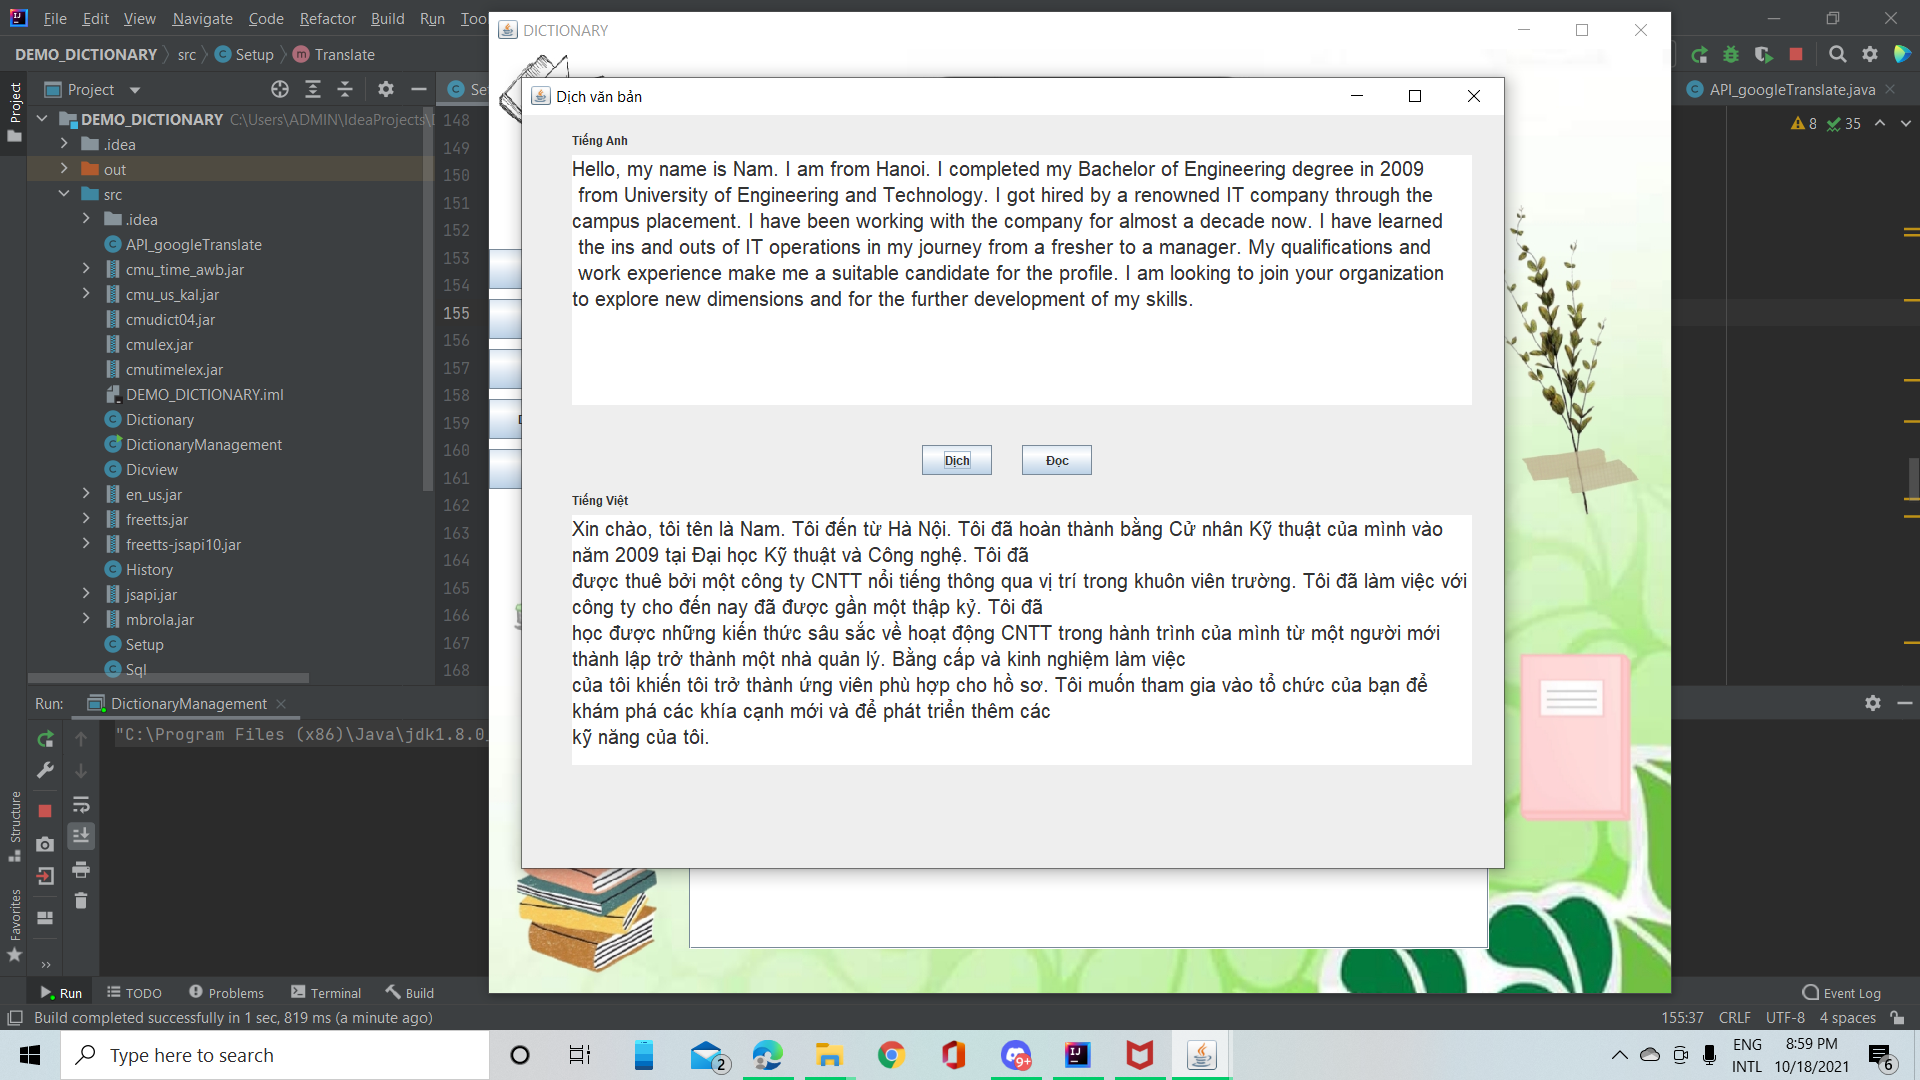 File Edit View Navigate Code Refactor Build Run Too
DICTIONARY
DEMO_DICTIONARY src Setup Translate
Project
Project
Se
API_googleTranslate.java
8 35
DEMO_DICTIONARY C:\Users\ADMIN\IdeaProjects\
.idea
out
src
.idea
API_googleTranslate
cmu_time_awb.jar
cmu_us_kal.jar
cmudict04.jar
cmulex.jar
cmutimelex.jar
DEMO_DICTIONARY.iml
Dictionary
DictionaryManagement
Dicview
en_us.jar
freetts.jar
freetts-jsapi10.jar
History
jsapi.jar
mbrola.jar
Setup
Sql
148
149
150
151
152
153
154
155
156
157
158
159
160
161
162
163
164
165
166
167
168
Dịch văn bản
Tiếng Anh
Hello, my name is Nam. I am from Hanoi. I completed my Bachelor of Engineering degree in 2009
from University of Engineering and Technology. I got hired by a renowned IT company through the
campus placement. I have been working with the company for almost a decade now. I have learned
the ins and outs of IT operations in my journey from a fresher to a manager. My qualifications and
work experience make me a suitable candidate for the profile. I am looking to join your organization
to explore new dimensions and for the further development of my skills.
Dịch Đọc
Tiếng Việt
Xin chào, tôi tên là Nam. Tôi đến từ Hà Nội. Tôi đã hoàn thành bằng Cử nhân Kỹ thuật của mình vào
năm 2009 tại Đại học Kỹ thuật và Công nghệ. Tôi đã
được thuê bởi một công ty CNTT nổi tiếng thông qua vị trí trong khuôn viên trường. Tôi đã làm việc với
công ty cho đến nay đã được gần một thập kỷ. Tôi đã
học được những kiến thức sâu sắc về hoạt động CNTT trong hành trình của mình từ một người mới
thành lập trở thành một nhà quản lý. Bằng cấp và kinh nghiệm làm việc
của tôi khiến tôi trở thành ứng viên phù hợp cho hồ sơ. Tôi muốn tham gia vào tổ chức của bạn để
khám phá các khía cạnh mới và để phát triển thêm các
kỹ năng của tôi.
Run: DictionaryManagement
"C:\Program Files (x86)\Java\jdk1.8.0_
Structure
Favorites
Run TODO Problems Terminal Build
Event Log
Build completed successfully in 1 sec, 819 ms (a minute ago)
155:37 CRLF UTF-8 4 spaces
Type here to search
2
9+
ENG
INTL
8:59 PM
10/18/2021
6